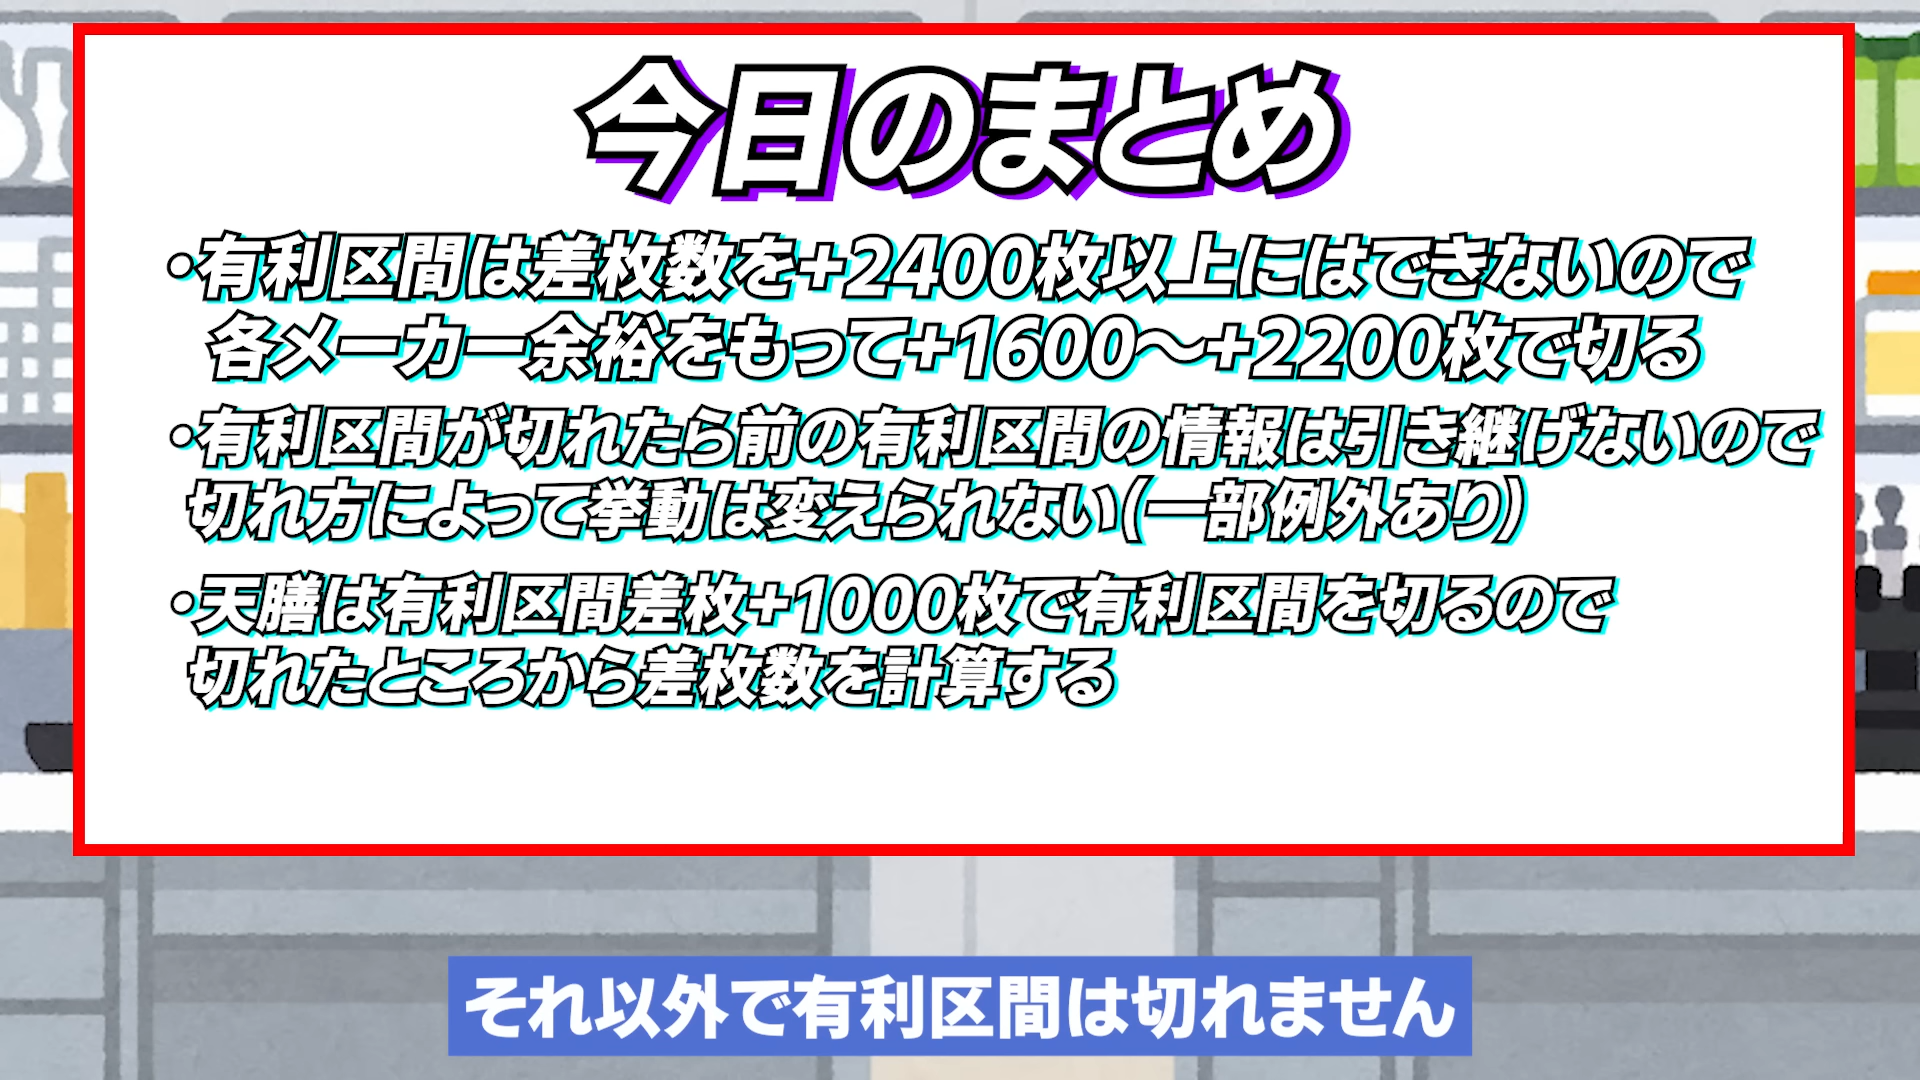 今日のまとめ
・有利区間は差枚数を+2400枚以上にはできないので
各メーカー余裕をもって+1600～+2200枚で切る
・有利区間が切れたら前の有利区間の情報は引き継げないので
切れ方によって挙動は変えられない(一部例外あり)
・天膳は有利区間差枚+1000枚で有利区間を切るので
切れたところから差枚数を計算する
それ以外で有利区間は切れません